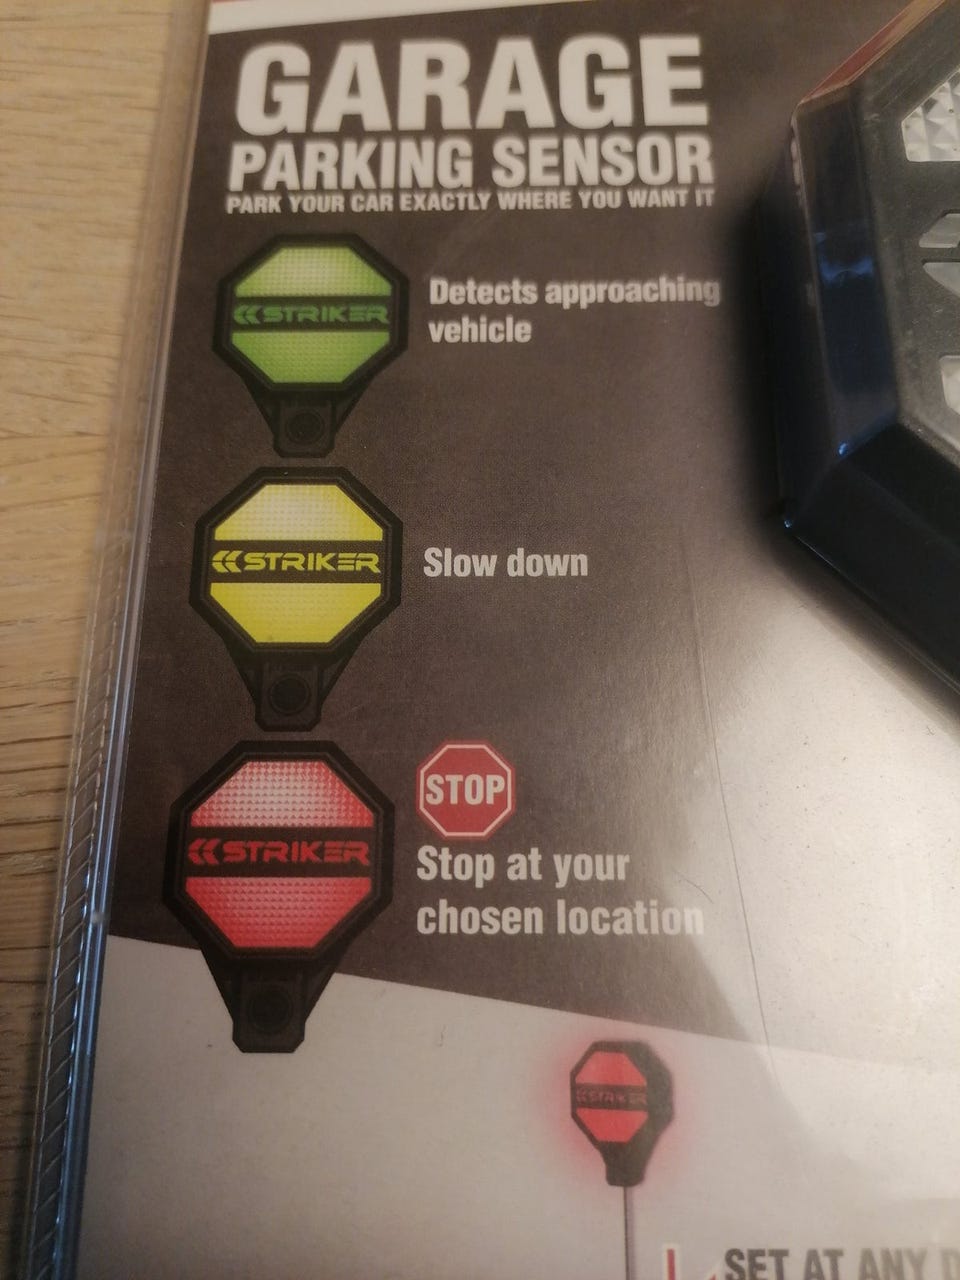 GARAGE
PARKING SENSOR
PARK YOUR CAR EXACTLY WHERE YOU WANT IT
STRIKER
Detects approaching
vehicle
STRIKER
Slow down
STRIKER
STOP
Stop at your
chosen location
STRIKER
SET AT ANY